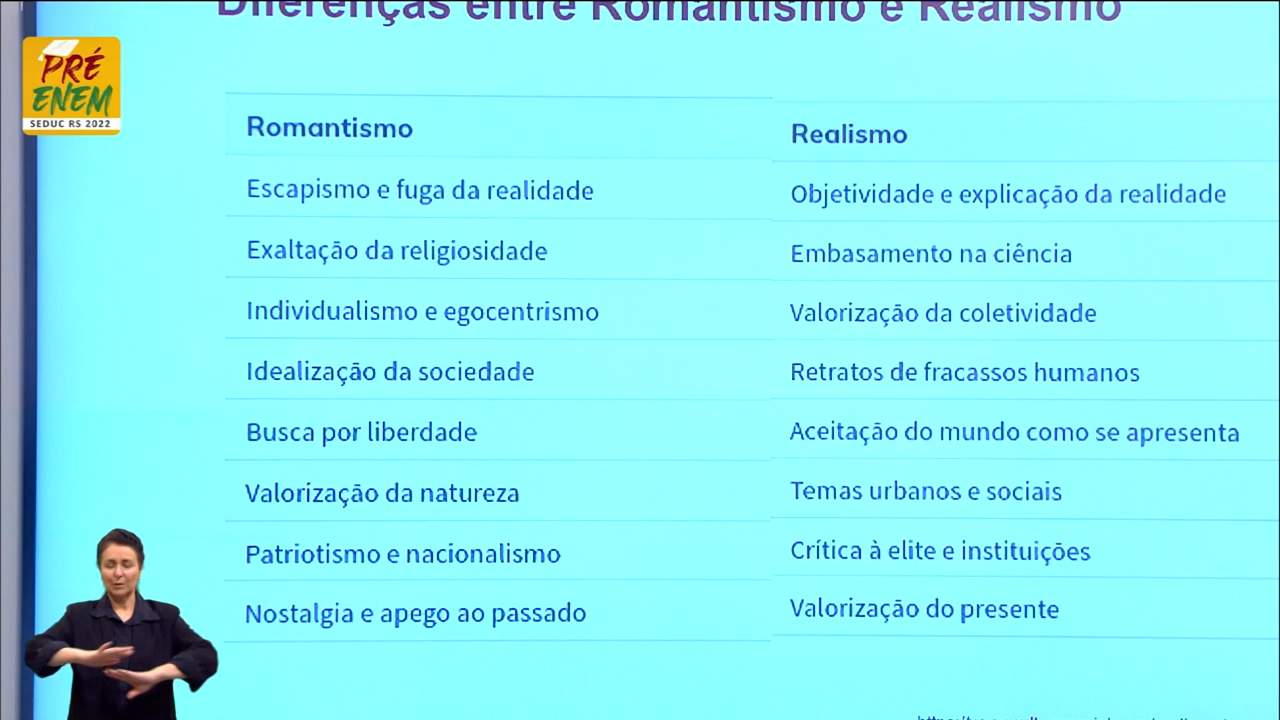 Diferenças entre Romantismo e Realismo
PRÉ
ENEM
SEDUC RS 2022
Romantismo
Realismo
Escapismo e fuga da realidade
Objetividade e explicação da realidade
Exaltação da religiosidade
Embasamento na ciência
Individualismo e egocentrismo
Valorização da coletividade
Idealização da sociedade
Retratos de fracassos humanos
Busca por liberdade
Aceitação do mundo como se apresenta
Valorização da natureza
Temas urbanos e sociais
Patriotismo e nacionalismo
Crítica à elite e instituições
Nostalgia e apego ao passado
Valorização do presente